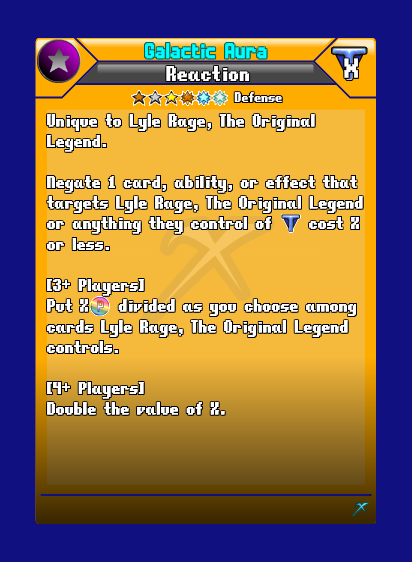 Galactic Aura
X
Reaction
Defense
Unique to Lyle Rage, The Original
Legend.
Negate 1 card, ability, or effect that
targets Lyle Rage, The Original Legend
or anything they control of T cost X
or less.
[3+ Players]
Put X divided as you choose among
cards Lyle Rage, The Original Legend
controls.
[4+ Players]
Double the value of X.